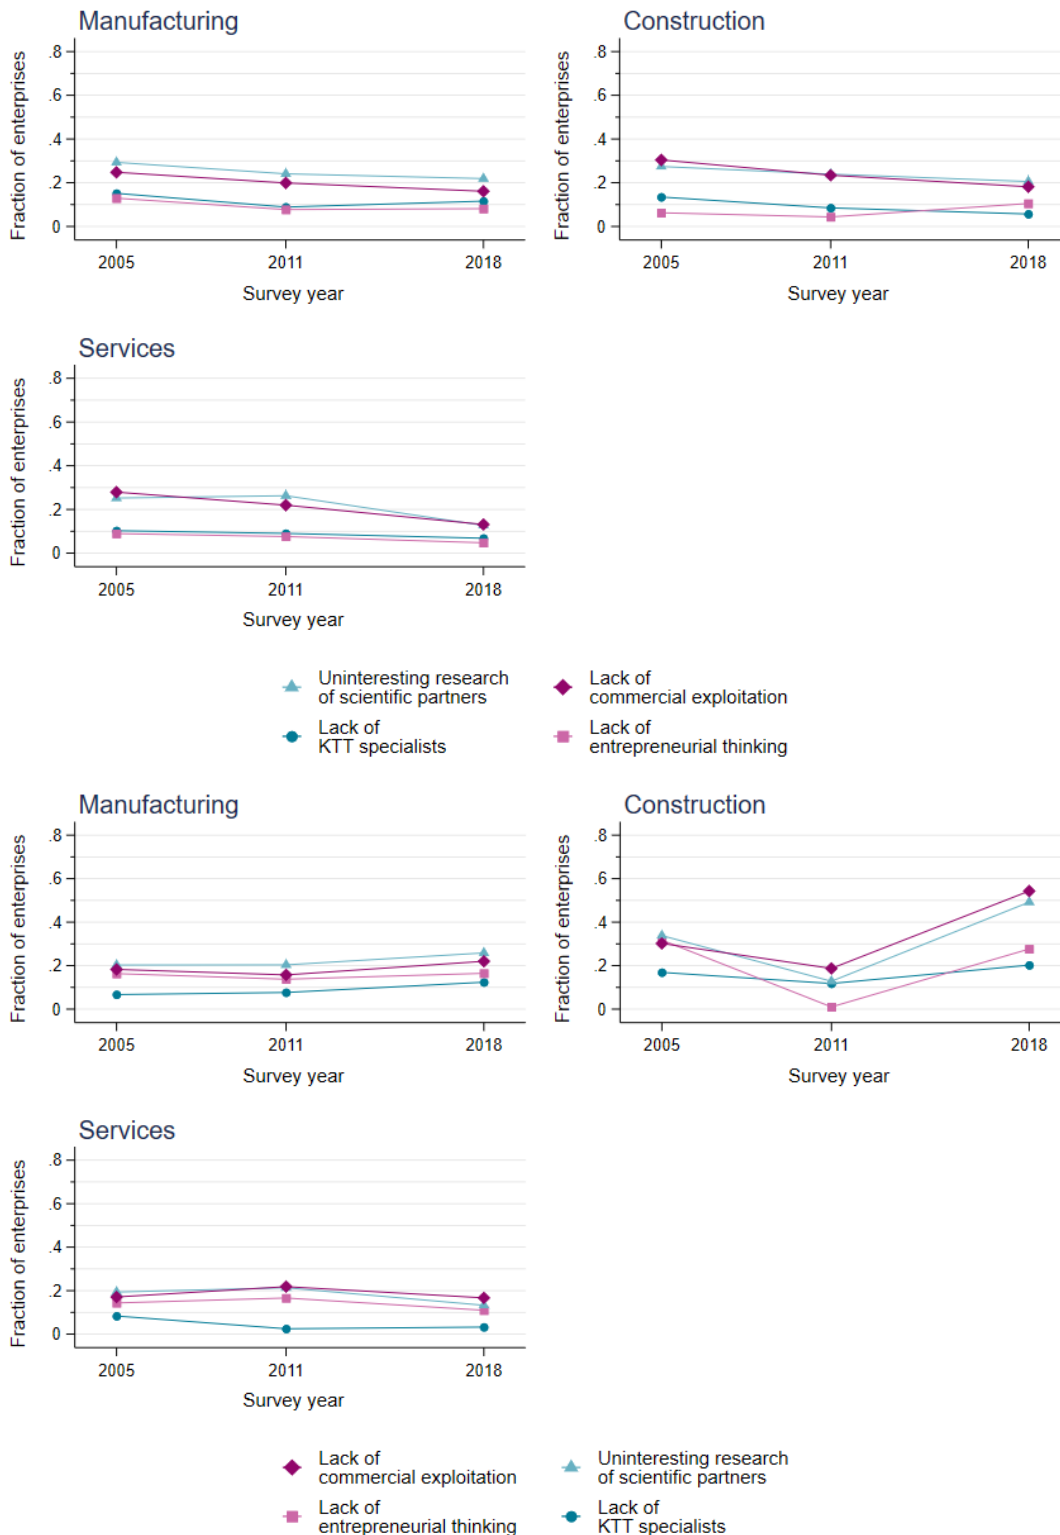 Manufacturing
Fraction of enterprises
.8
.6
.4
.2
0
2005
2011
2018
Survey year
Construction
Fraction of enterprises
.8
.6
.4
.2
0
2005
2011
2018
Survey year
Services
Fraction of enterprises
.8
.6
.4
.2
0
2005
2011
2018
Survey year
Uninteresting research
of scientific partners
Lack of
commercial exploitation
Lack of
KTT specialists
Lack of
entrepreneurial thinking
Manufacturing
Fraction of enterprises
.8
.6
.4
.2
0
2005
2011
2018
Survey year
Construction
Fraction of enterprises
.8
.6
.4
.2
0
2005
2011
2018
Survey year
Services
Fraction of enterprises
.8
.6
.4
.2
0
2005
2011
2018
Survey year
Lack of
commercial exploitation
Uninteresting research
of scientific partners
Lack of
entrepreneurial thinking
Lack of
KTT specialists